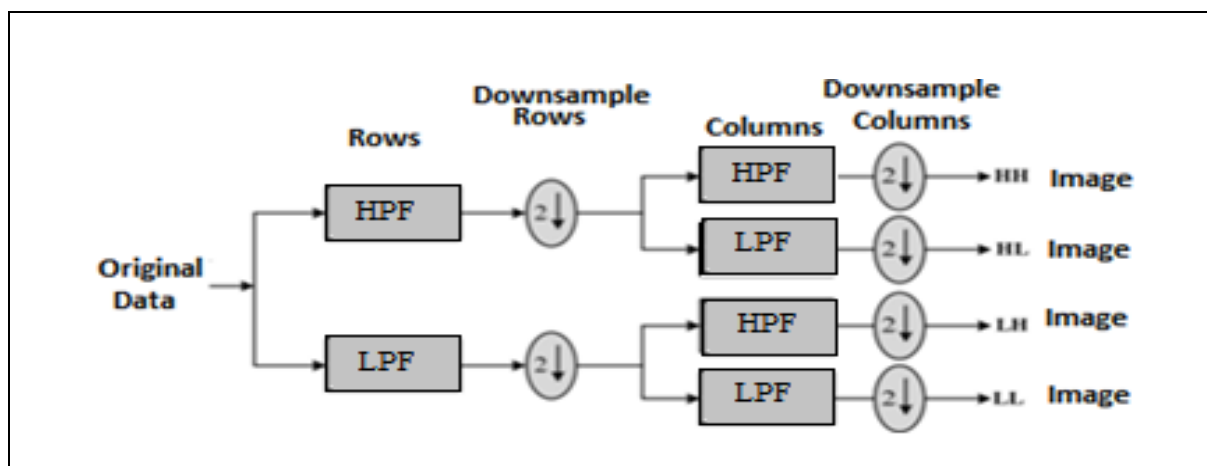 Downsample
Rows
Downsample
Columns
Rows
Columns
HPF
2
HPF
2
HH Image
LPF
2
HL Image
Original
Data
HPF
2
LH Image
LPF
2
LPF
2
LL Image